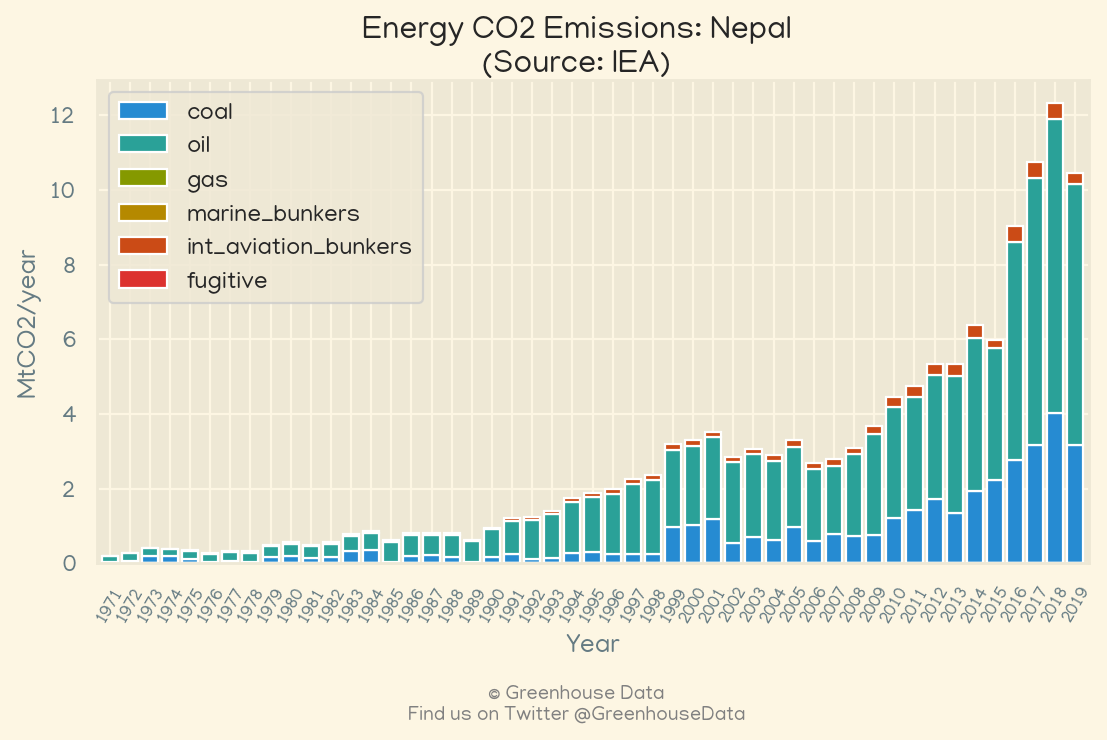 Energy CO2 Emissions: Nepal
(Source: IEA)
coal
oil
gas
marine_bunkers
int_aviation_bunkers
fugitive
MtCO2/year
12
10
8
6
4
2
0
1971 1972 1973 1974 1975 1976 1977 1978 1979 1980 1981 1982 1983 1984 1985 1986 1987 1988 1989 1990 1991 1992 1993 1994 1995 1996 1997 1998 1999 2000 2001 2002 2003 2004 2005 2006 2007 2008 2009 2010 2011 2012 2013 2014 2015 2016 2017 2018 2019
Year
© Greenhouse Data
Find us on Twitter @GreenhouseData